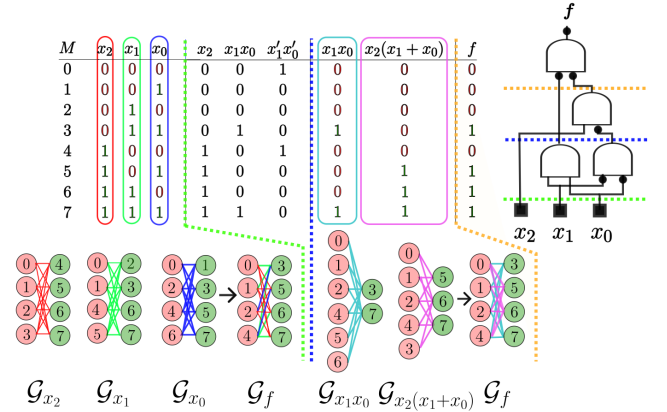 f
M x₂ x₁ x₀ x₂ x₁x₀ x′₁x′₀ x₁x₀ x₂(x₁ + x₀) f
0 0 0 0 0 0 1 0 0 0
1 0 0 1 0 0 0 0 0 0
2 0 1 0 0 0 0 0 0 0
3 0 1 1 0 1 0 1 0 1
4 1 0 0 1 0 1 0 0 0
5 1 0 1 1 0 0 0 1 1
6 1 1 0 1 0 0 0 1 1
7 1 1 1 1 1 0 1 1 1
x₂ x₁ x₀
0 4 0 2 0 1 0 3
1 5 1 3 2 3 1 5
2 6 4 6 4 5 2 6
3 7 5 7 6 7 4 7
0
1
2 3
4 7
5
6
0
1 5
2 6
4 7
3
0 3
1 5
2 6
4 7
𝒢x₂ 𝒢x₁ 𝒢x₀ 𝒢f 𝒢x₁x₀ 𝒢x₂(x₁+x₀) 𝒢f